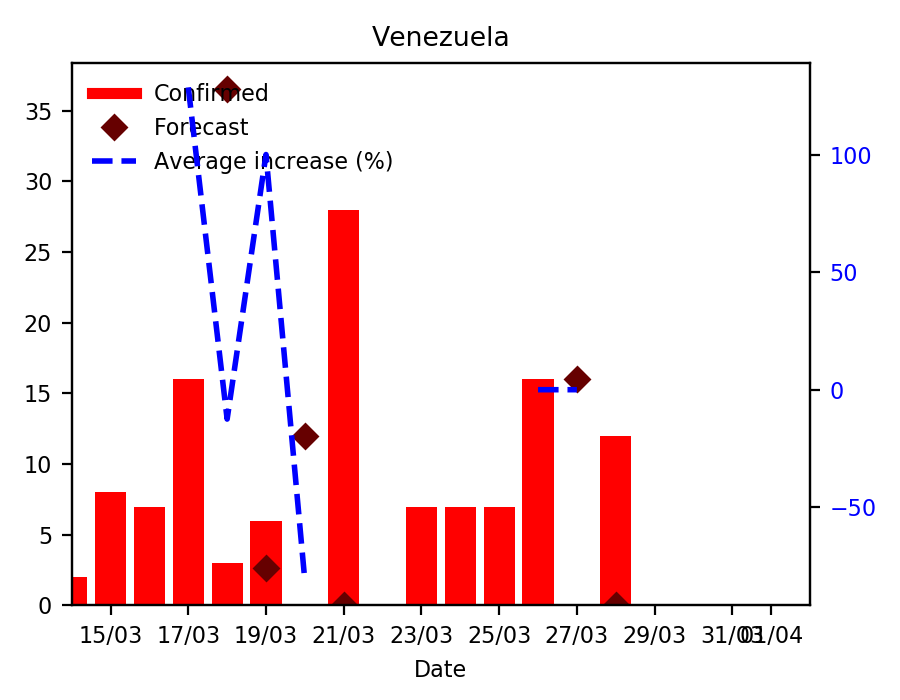 Venezuela
Confirmed
Forecast
Average increase (%)
35
30
25
20
15
10
5
0
100
50
0
−50
15/03 17/03 19/03 21/03 23/03 25/03 27/03 29/03 31/03 01/04
Date